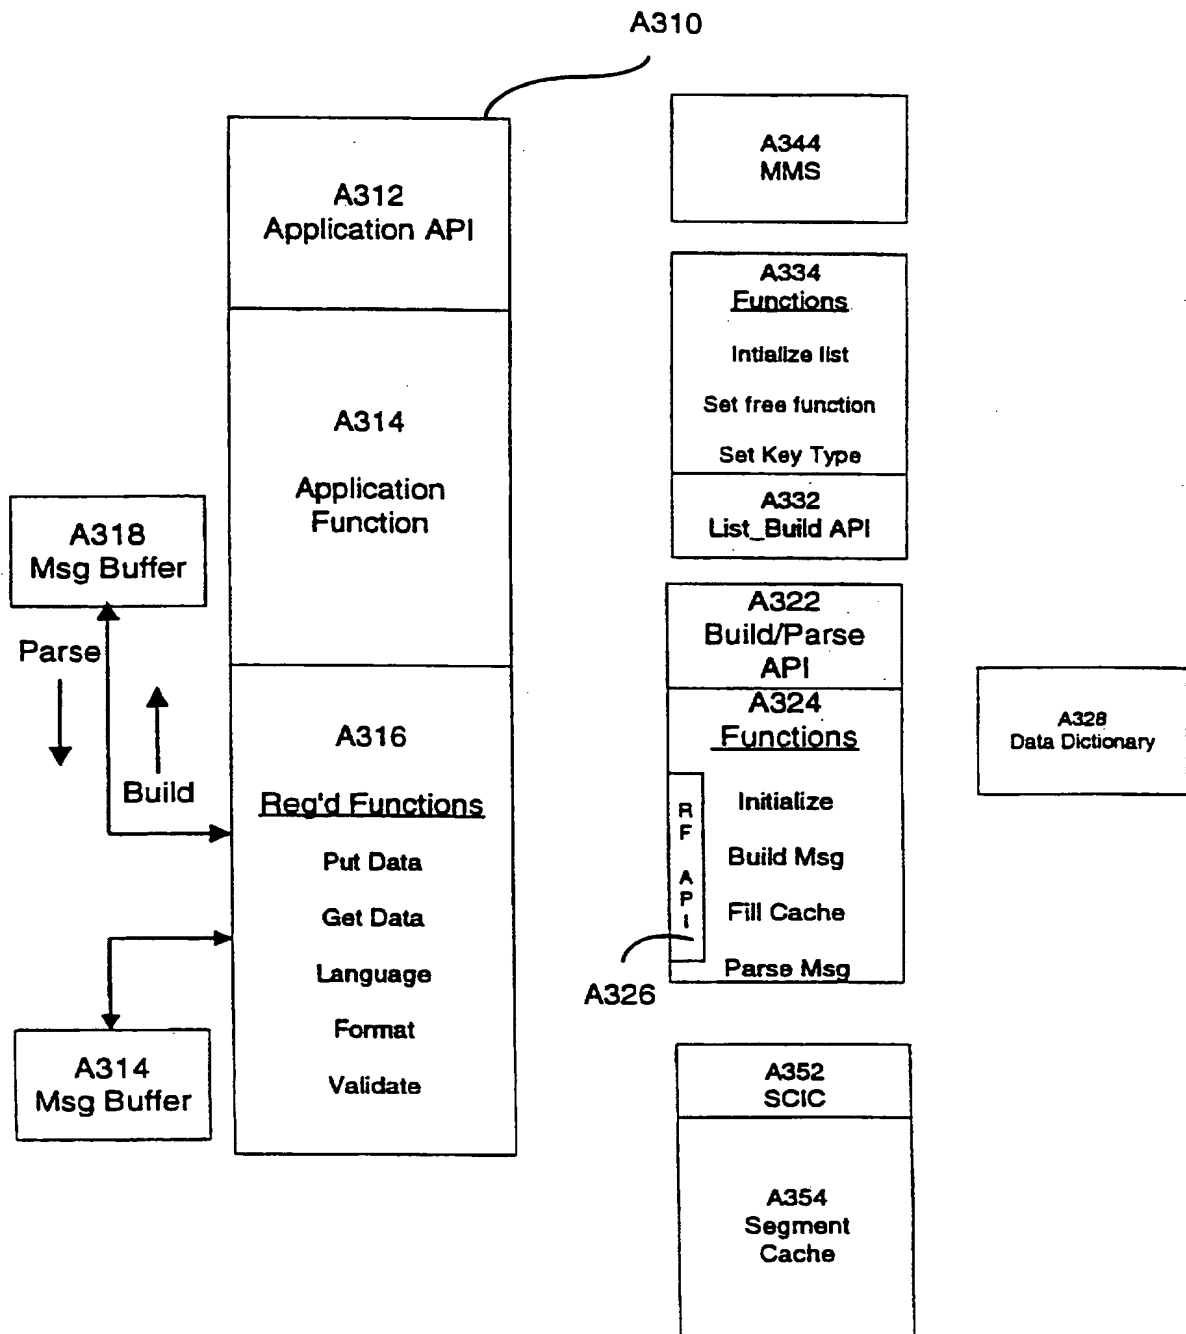 A310
A312
Application API
A314
Application
Function
A316
Reg'd Functions
Put Data
Get Data
Language
Format
Validate
A318
Msg Buffer
Parse
Build
A314
Msg Buffer
A344
MMS
A334
Functions
Intialize list
Set free function
Set Key Type
A332
List_Build API
A322
Build/Parse
API
A324
Functions
Initialize
Build Msg
Fill Cache
Parse Msg
RF API
A326
A328
Data Dictionary
A352
SCIC
A354
Segment
Cache